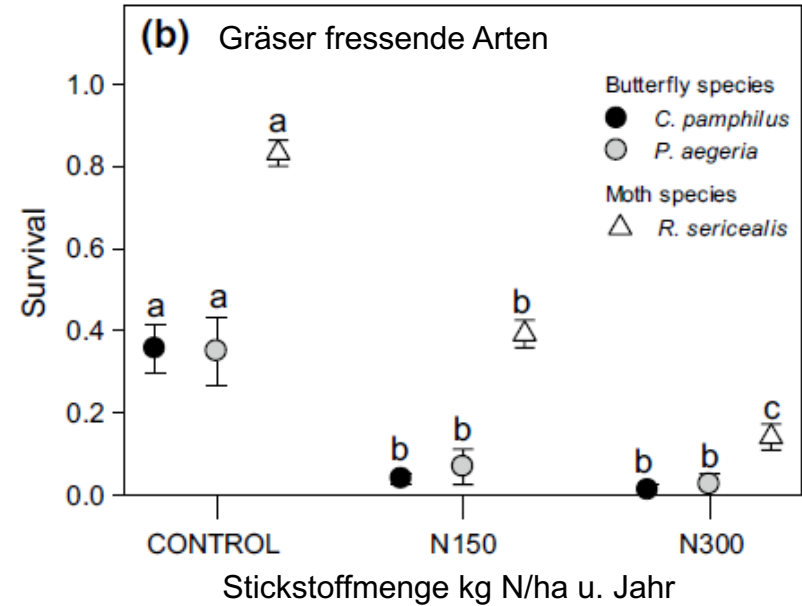 (b) Gräser fressende Arten
Butterfly species
C. pamphilus
P. aegeria
Moth species
R. sericealis
Survival
1.0
0.8
0.6
0.4
0.2
0.0
a
a
a
b
b
b
b
b
c
CONTROL N150 N300
Stickstoffmenge kg N/ha u. Jahr